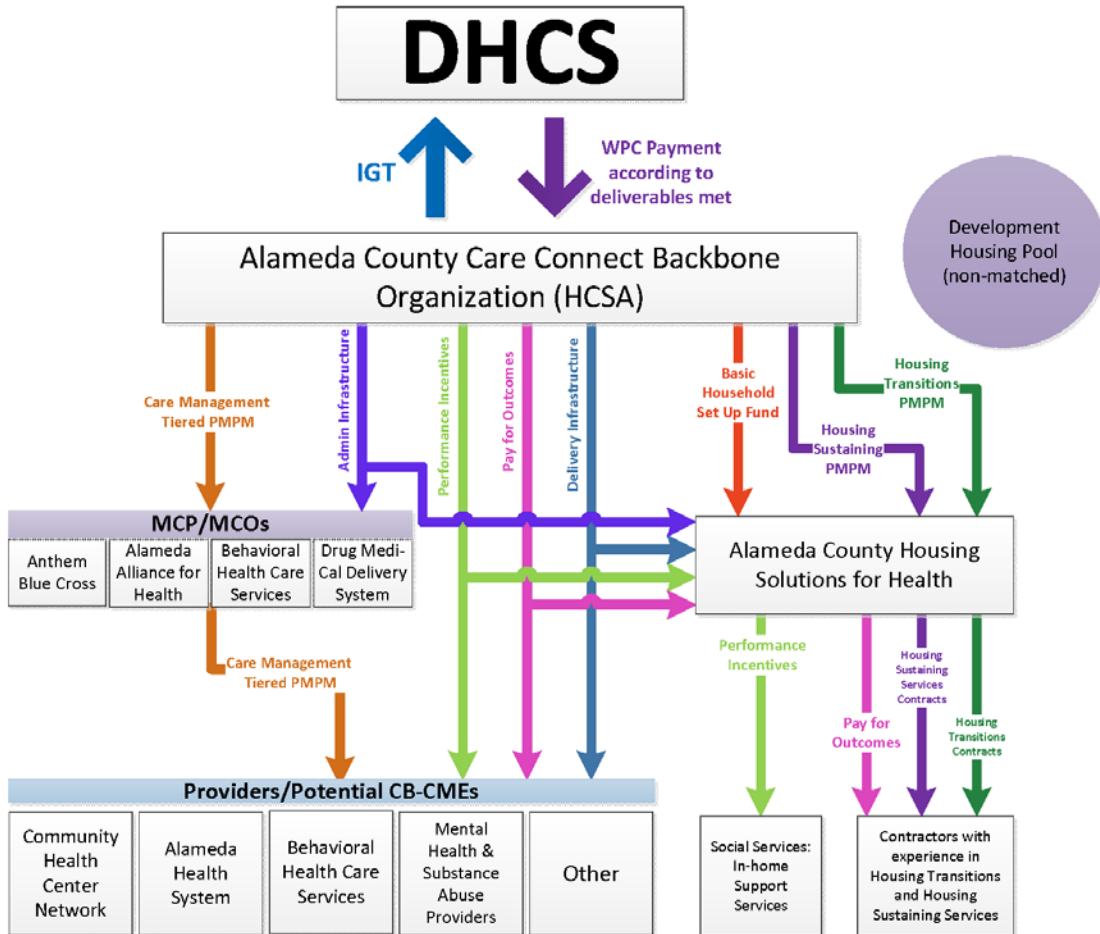 DHCS
IGT
WPC Payment
according to
deliverables met
Development
Housing Pool
(non-matched)
Alameda County Care Connect Backbone
Organization (HCSA)
Care Management
Tiered PMPM
Admin Infrastructure
Performance Incentives
Pay for Outcomes
Delivery Infrastructure
Basic
Household
Set Up Fund
Housing
Sustaining
PMPM
Housing
Transitions
PMPM
MCP/MCOs
Anthem
Blue Cross
Alameda
Alliance for
Health
Behavioral
Health Care
Services
Drug Medi-
Cal Delivery
System
Alameda County Housing
Solutions for Health
Care Management
Tiered PMPM
Performance
Incentives
Pay for
Outcomes
Housing
Sustaining
Services
Contracts
Housing
Transitions
Contracts
Providers/Potential CB-CMEs
Community
Health
Center
Network
Alameda
Health
System
Behavioral
Health Care
Services
Mental
Health &
Substance
Abuse
Providers
Other
Social Services:
In-home
Support
Services
Contractors with
experience in
Housing Transitions
and Housing
Sustaining Services